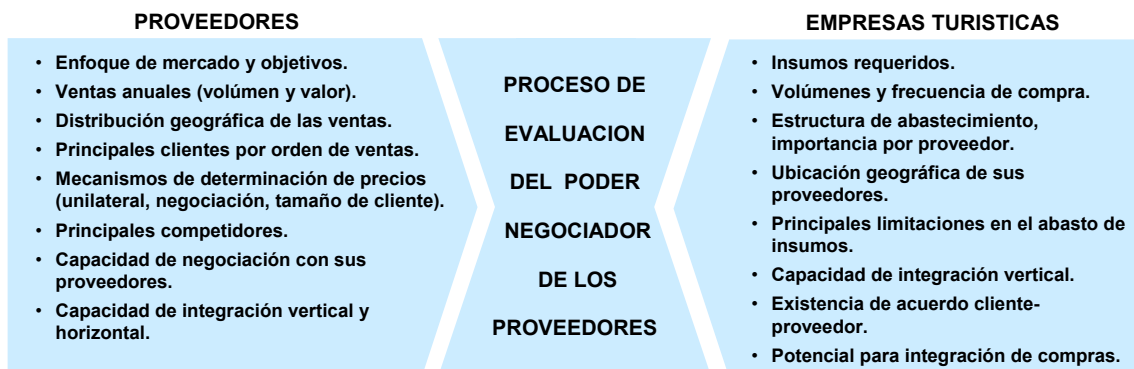 PROVEEDORES
• Enfoque de mercado y objetivos.
• Ventas anuales (volúmen y valor).
• Distribución geográfica de las ventas.
• Principales clientes por orden de ventas.
• Mecanismos de determinación de precios
(unilateral, negociación, tamaño de cliente).
• Principales competidores.
• Capacidad de negociación con sus
proveedores.
• Capacidad de integración vertical y
horizontal.
PROCESO DE
EVALUACION
DEL PODER
NEGOCIADOR
DE LOS
PROVEEDORES
EMPRESAS TURISTICAS
• Insumos requeridos.
• Volúmenes y frecuencia de compra.
• Estructura de abastecimiento,
importancia por proveedor.
• Ubicación geográfica de sus
proveedores.
• Principales limitaciones en el abasto de
insumos.
• Capacidad de integración vertical.
• Existencia de acuerdo cliente-
proveedor.
• Potencial para integración de compras.